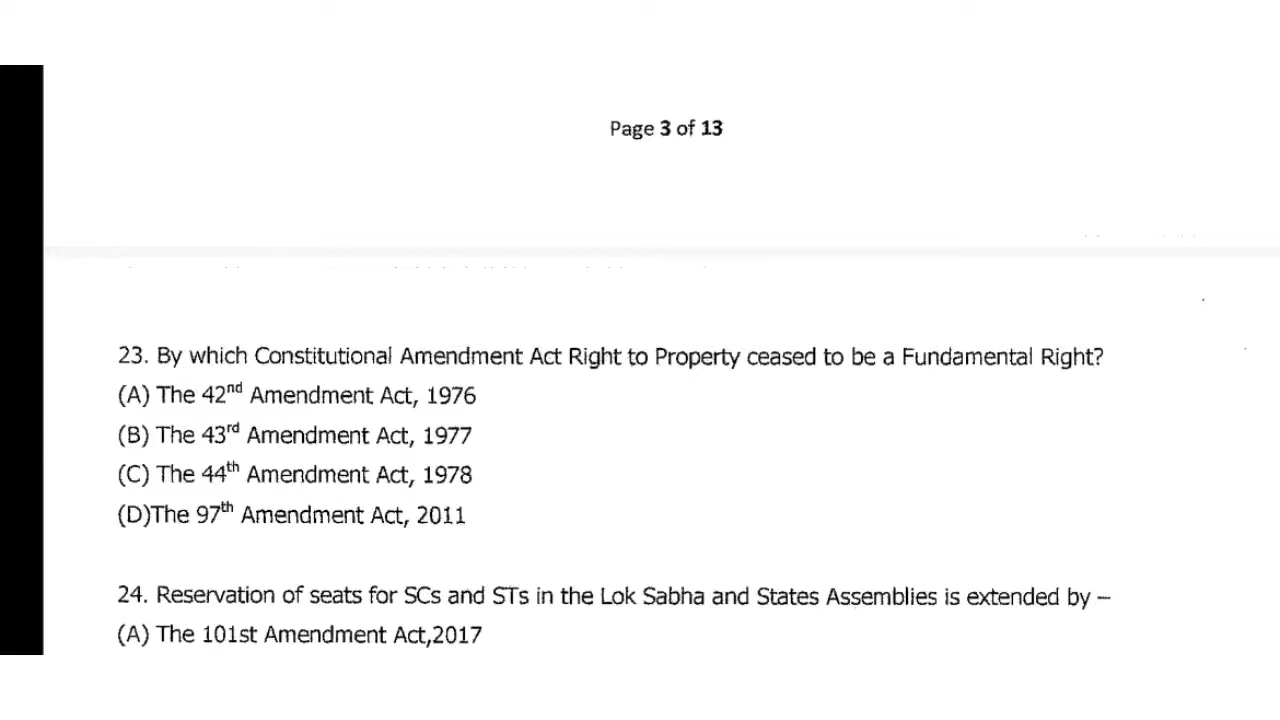 Page 3 of 13
23. By which Constitutional Amendment Act Right to Property ceased to be a Fundamental Right?
(A) The 42nd Amendment Act, 1976
(B) The 43rd Amendment Act, 1977
(C) The 44th Amendment Act, 1978
(D)The 97th Amendment Act, 2011
24. Reservation of seats for SCs and STs in the Lok Sabha and States Assemblies is extended by –
(A) The 101st Amendment Act,2017